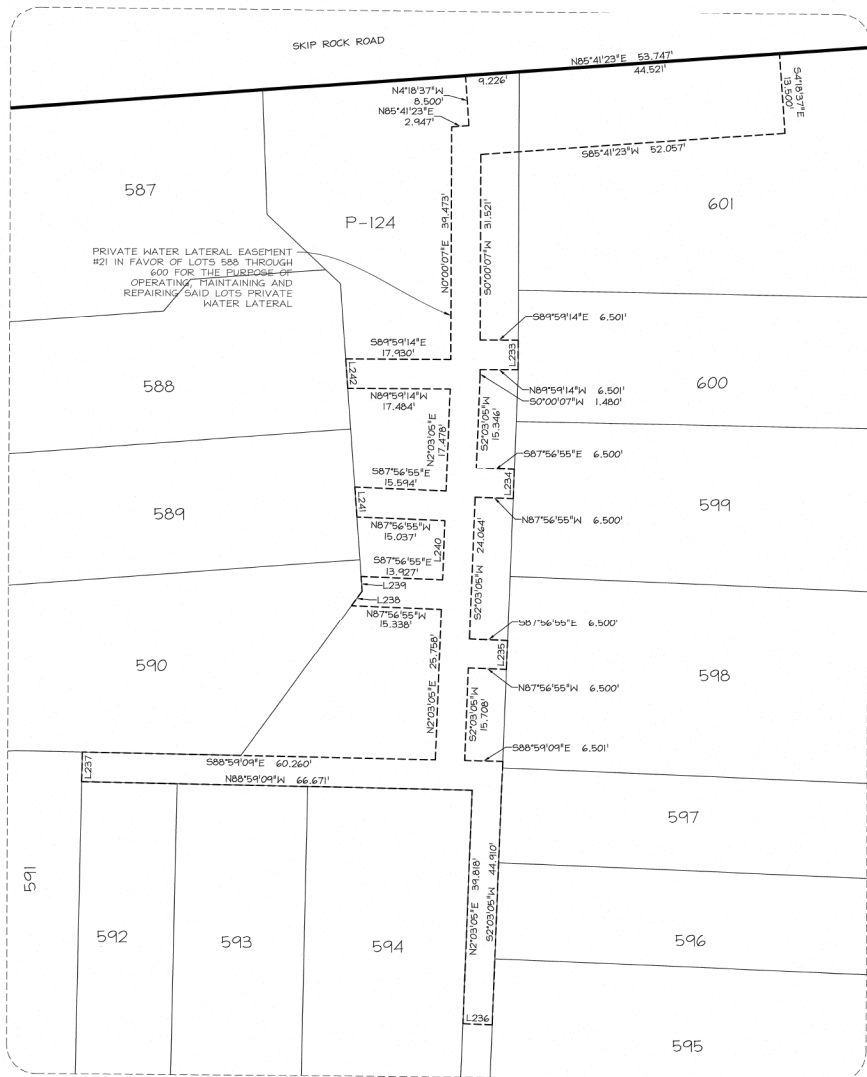 SKIP ROCK ROAD
N85°41'23"E 53.747'
9.226'
44.521'
N4°18'37"W
8.500'
N85°41'23"E
2.947'
S4°18'37"E
13.500'
S85°41'23"W 52.057'
587
P-124
601
N0°00'07"E 39.473'
S0°00'07"W 31.521'
PRIVATE WATER LATERAL EASEMENT
#21 IN FAVOR OF LOTS 588 THROUGH
600 FOR THE PURPOSE OF
OPERATING, MAINTAINING AND
REPAIRING SAID LOTS PRIVATE
WATER LATERAL
S89°59'14"E 6.501'
S89°59'14"E
17.930'
L233
L242
588
N89°59'14"W 6.501'
S0°00'07"W 1.480'
600
N89°59'14"W
17.484'
N2°03'05"E
17.478'
S2°03'05"W
15.346'
S87°56'55"E 6.500'
S87°56'55"E
15.594'
L234
L241
589
N87°56'55"W 6.500'
599
N87°56'55"W
15.037'
L240
S2°03'05"W 24.064'
S87°56'55"E
13.927'
L239
L238
N87°56'55"W
15.338'
S87°56'55"E 6.500'
L235
590
N2°03'05"E 25.758'
N87°56'55"W 6.500'
598
S2°03'05"W
15.708'
S88°59'09"E 6.501'
S88°59'09"E 60.260'
L237
N88°59'09"W 66.671'
597
591
592
593
594
N2°03'05"E 39.818'
S2°03'05"W 44.910'
596
L236
595